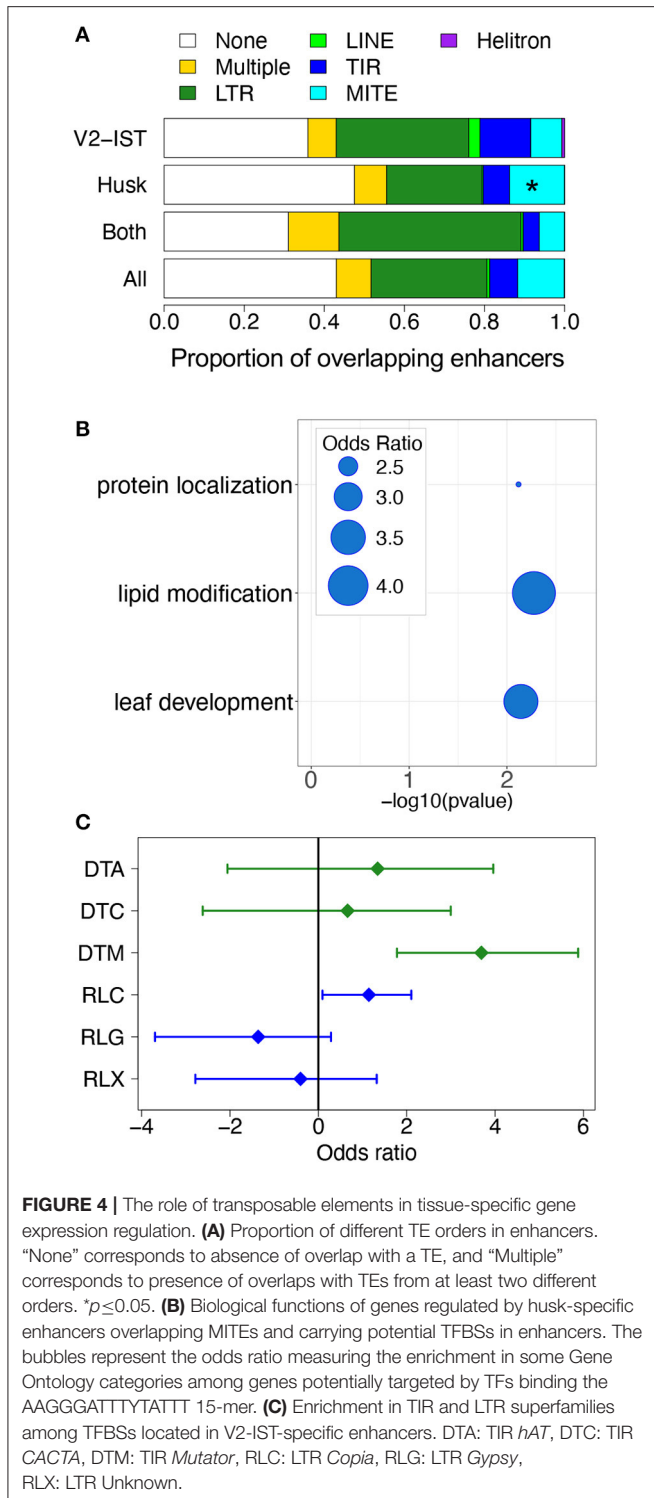 A
None
LINE
Helitron
Multiple
TIR
LTR
MITE
V2−IST
Husk
*
Both
All
0.0 0.2 0.4 0.6 0.8 1.0
Proportion of overlapping enhancers
B
Odds Ratio
2.5
3.0
3.5
4.0
protein localization
lipid modification
leaf development
0 1 2
−log10(pvalue)
C
DTA
DTC
DTM
RLC
RLG
RLX
−4 −2 0 2 4 6
Odds ratio
FIGURE 4 | The role of transposable elements in tissue-specific gene
expression regulation. (A) Proportion of different TE orders in enhancers.
“None” corresponds to absence of overlap with a TE, and “Multiple”
corresponds to presence of overlaps with TEs from at least two different
orders. *p≤0.05. (B) Biological functions of genes regulated by husk-specific
enhancers overlapping MITEs and carrying potential TFBSs in enhancers. The
bubbles represent the odds ratio measuring the enrichment in some Gene
Ontology categories among genes potentially targeted by TFs binding the
AAGGGATTTYTATTT 15-mer. (C) Enrichment in TIR and LTR superfamilies
among TFBSs located in V2-IST-specific enhancers. DTA: TIR hAT, DTC: TIR
CACTA, DTM: TIR Mutator, RLC: LTR Copia, RLG: LTR Gypsy,
RLX: LTR Unknown.